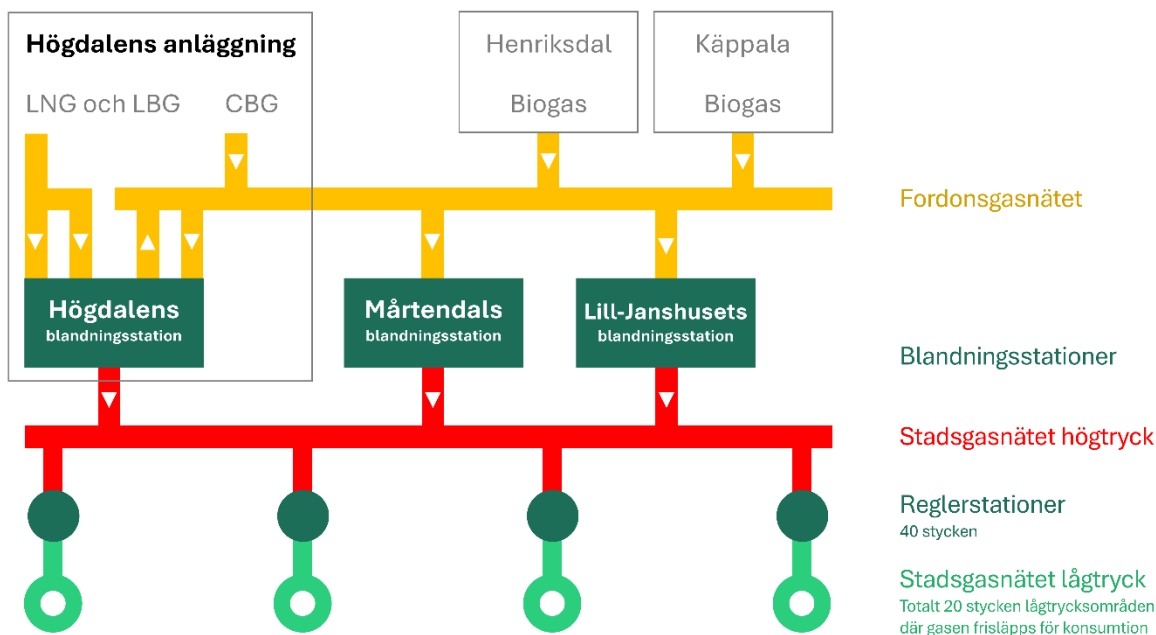 Högdalens anläggning
LNG och LBG
CBG
Henriksdal
Biogas
Käppala
Biogas
Fordonsgasnätet
Högdalens
blandningsstation
Mårtendals
blandningsstation
Lill-Janshusets
blandningsstation
Blandningsstationer
Stadsgasnätet högtryck
Reglerstationer
40 stycken
Stadsgasnätet lågtryck
Totalt 20 stycken lågtrycksområden
där gasen frisläpps för konsumtion